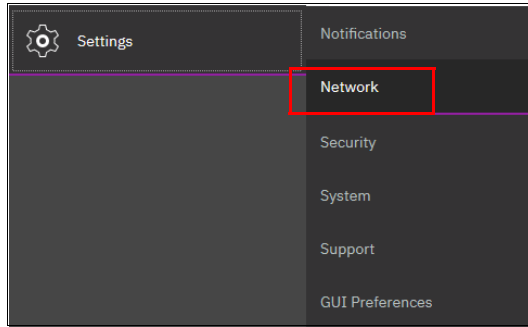 Settings
Notifications
Network
Security
System
Support
GUI Preferences